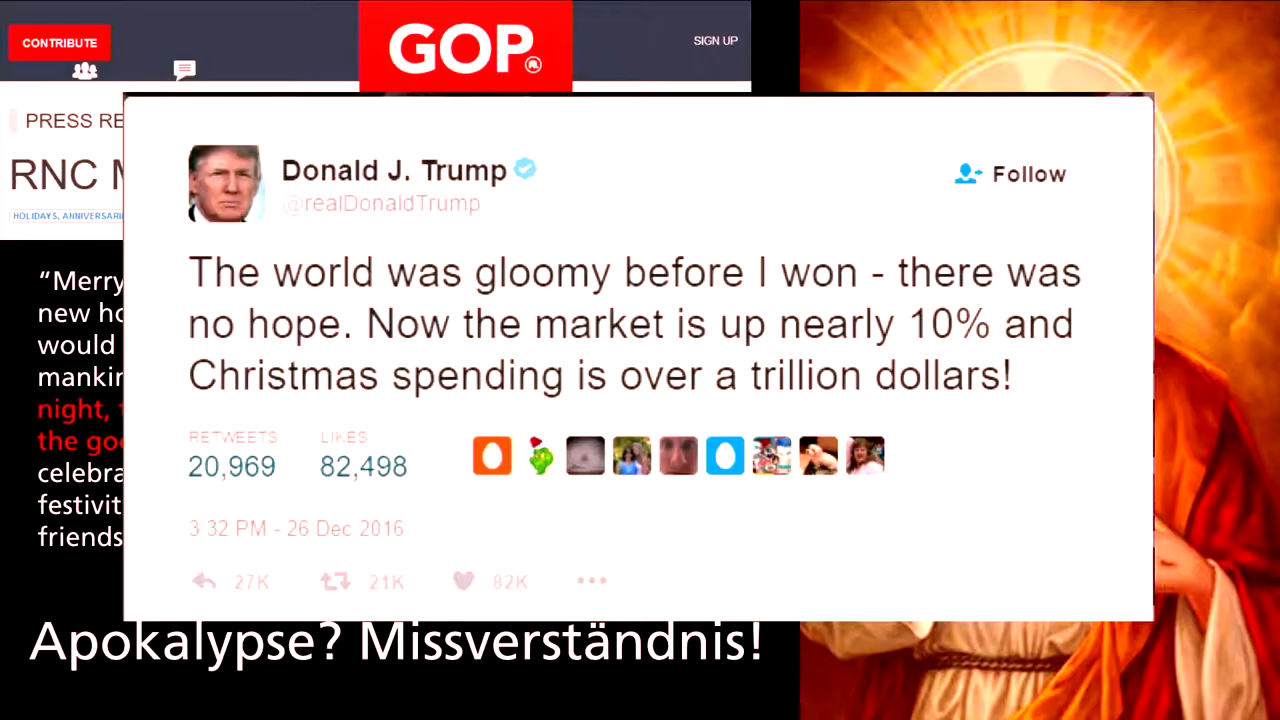 CONTRIBUTE
GOP
SIGN UP
PRESS RE
RNC
HOLIDAYS, ANNIVERSARI
Donald J. Trump
@realDonaldTrump
Follow
The world was gloomy before I won - there was
no hope. Now the market is up nearly 10% and
Christmas spending is over a trillion dollars!
RETWEETS LIKES
20,969 82,498
3:32 PM - 26 Dec 2016
27K 21K 82K
“Merry
new ho
would
mankin
night,
the goo
celebra
festivit
friends
Apokalypse? Missverständnis!